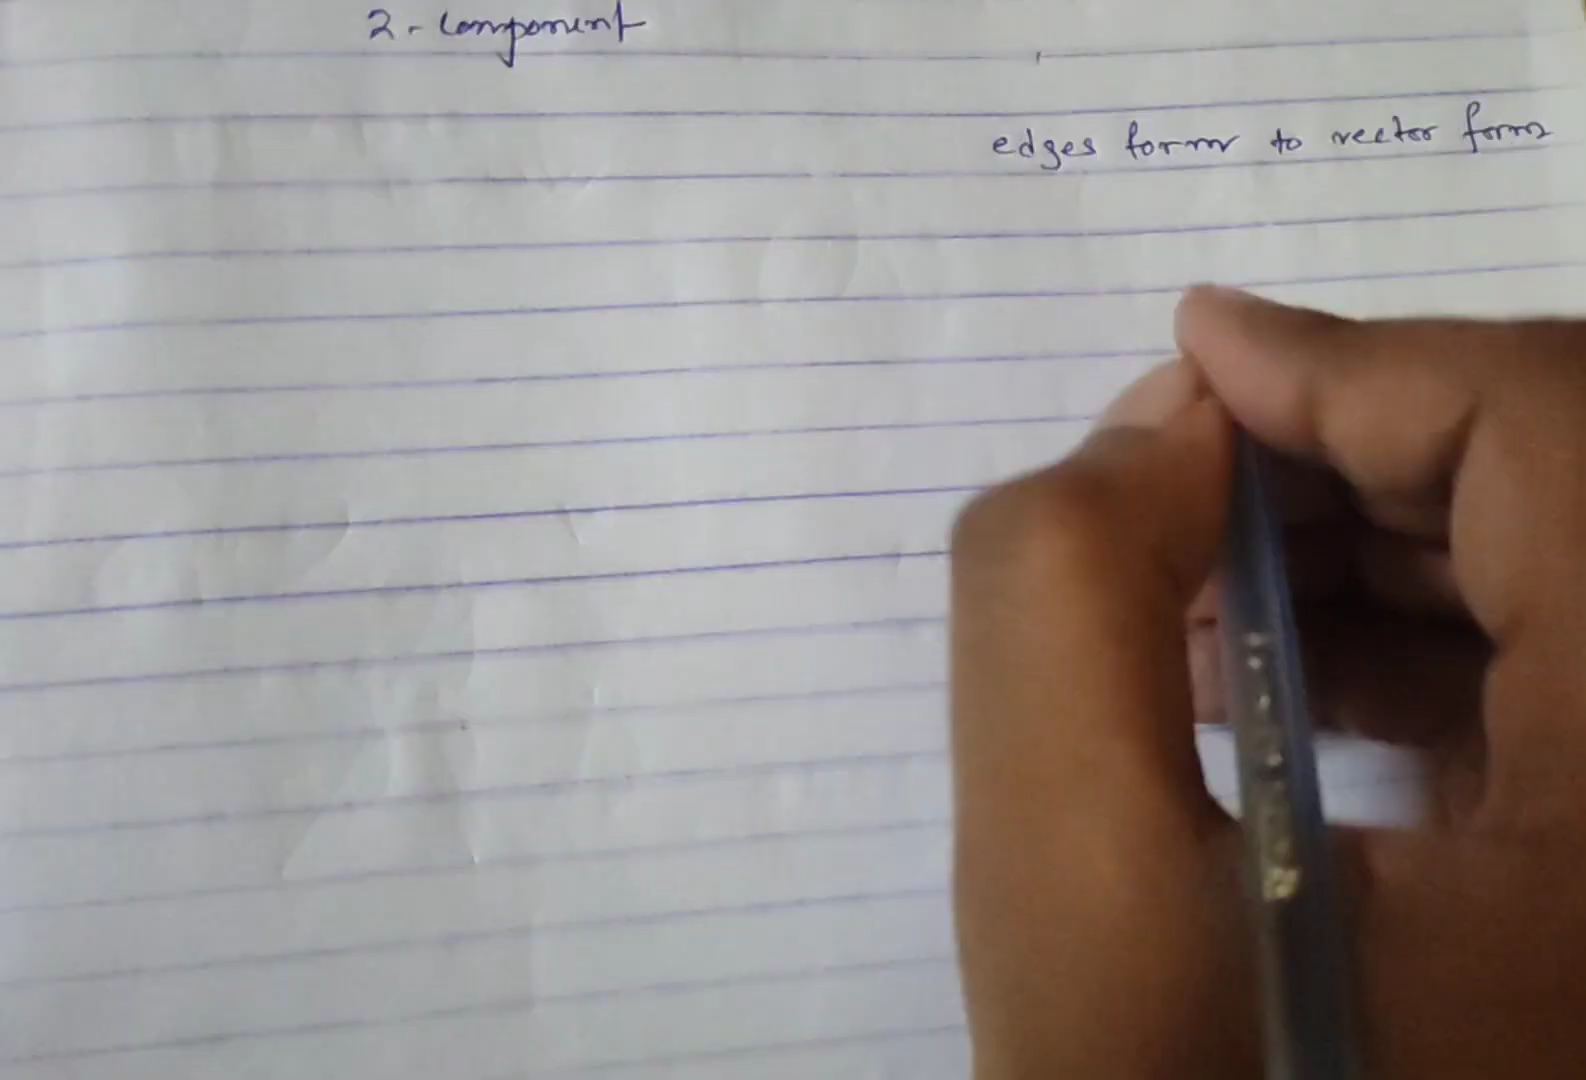 2 - component
edges form to vector form